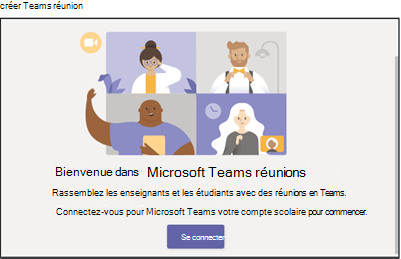 créer Teams réunion
Bienvenue dans Microsoft Teams réunions
Rassemblez les enseignants et les étudiants avec des réunions en Teams.
Connectez-vous pour Microsoft Teams votre compte scolaire pour commencer.
Se connecter